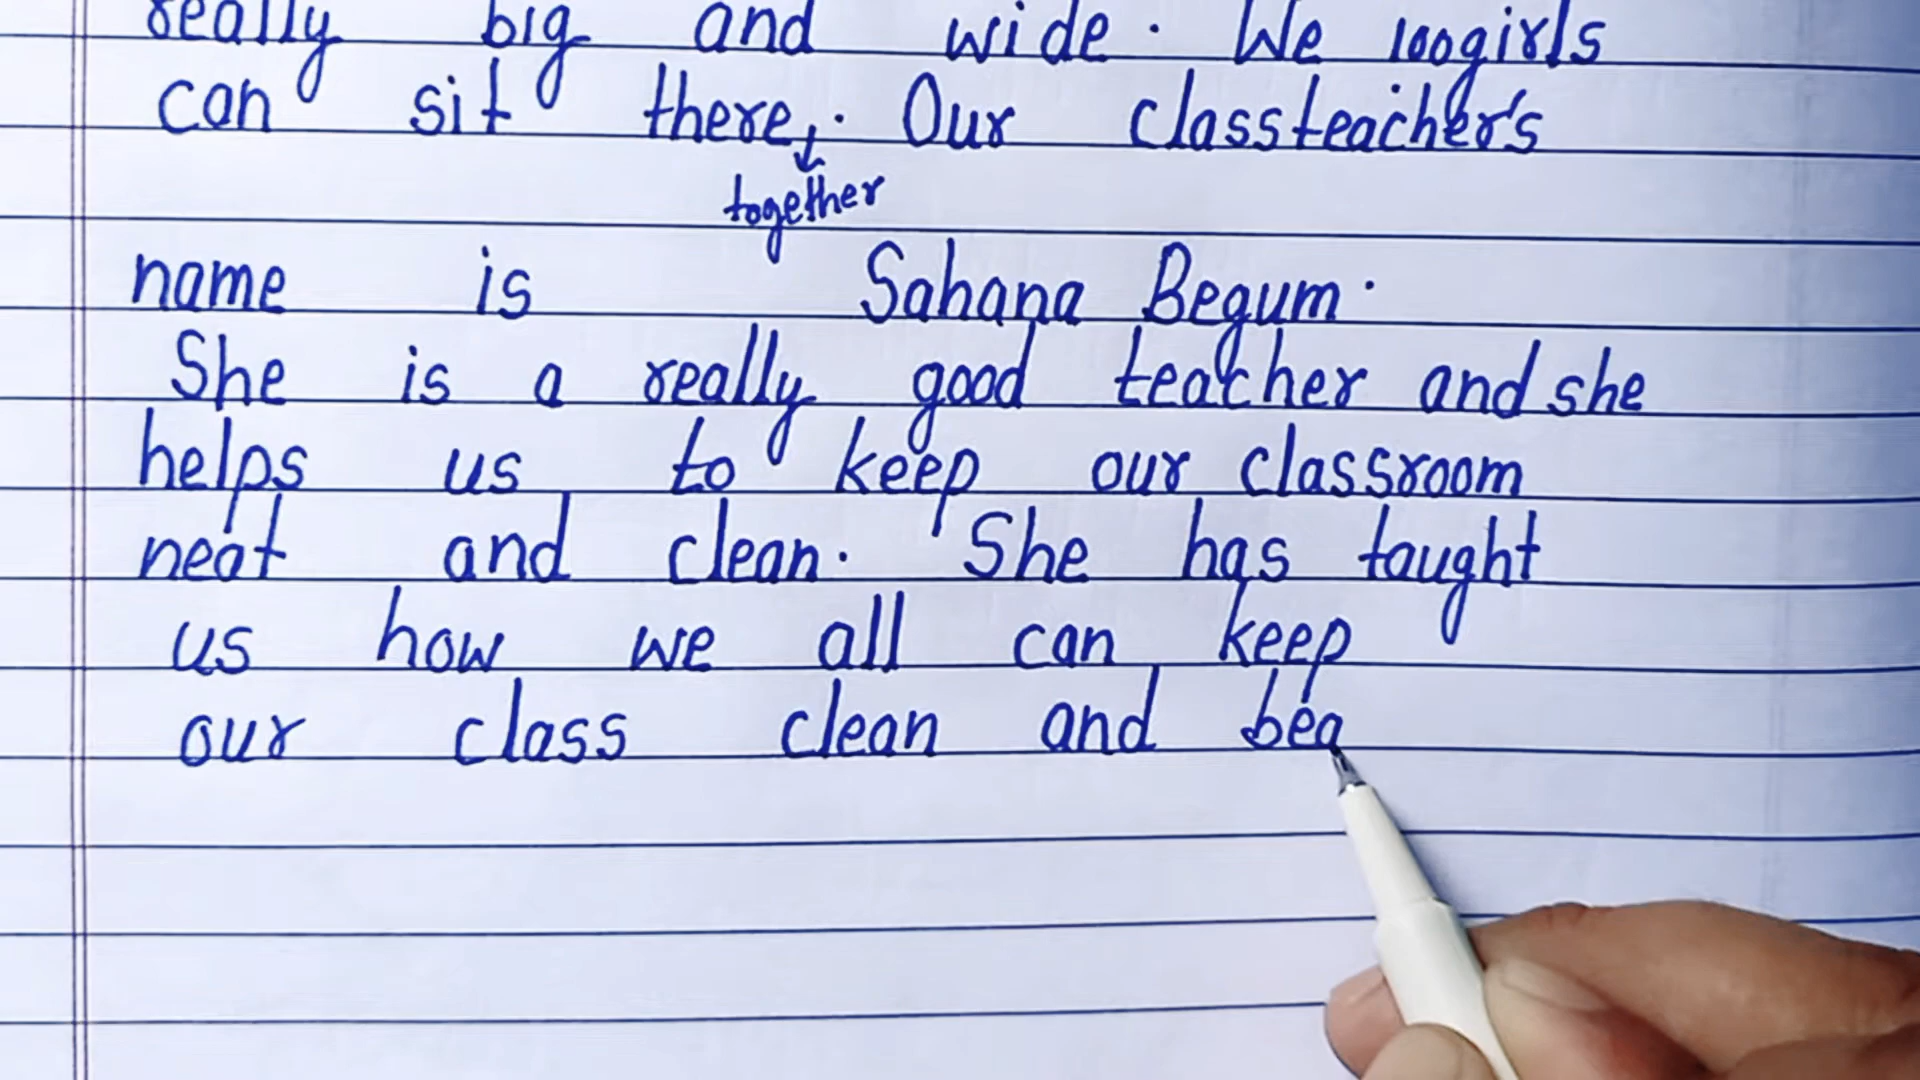 really big and wide. We 100girls
can sit there,. Our classteacher's
together
name is Sahana Begum.
She is a really good teacher and she
helps us to keep our classroom
neat and clean. She has taught
us how we all can keep
our class clean and bea